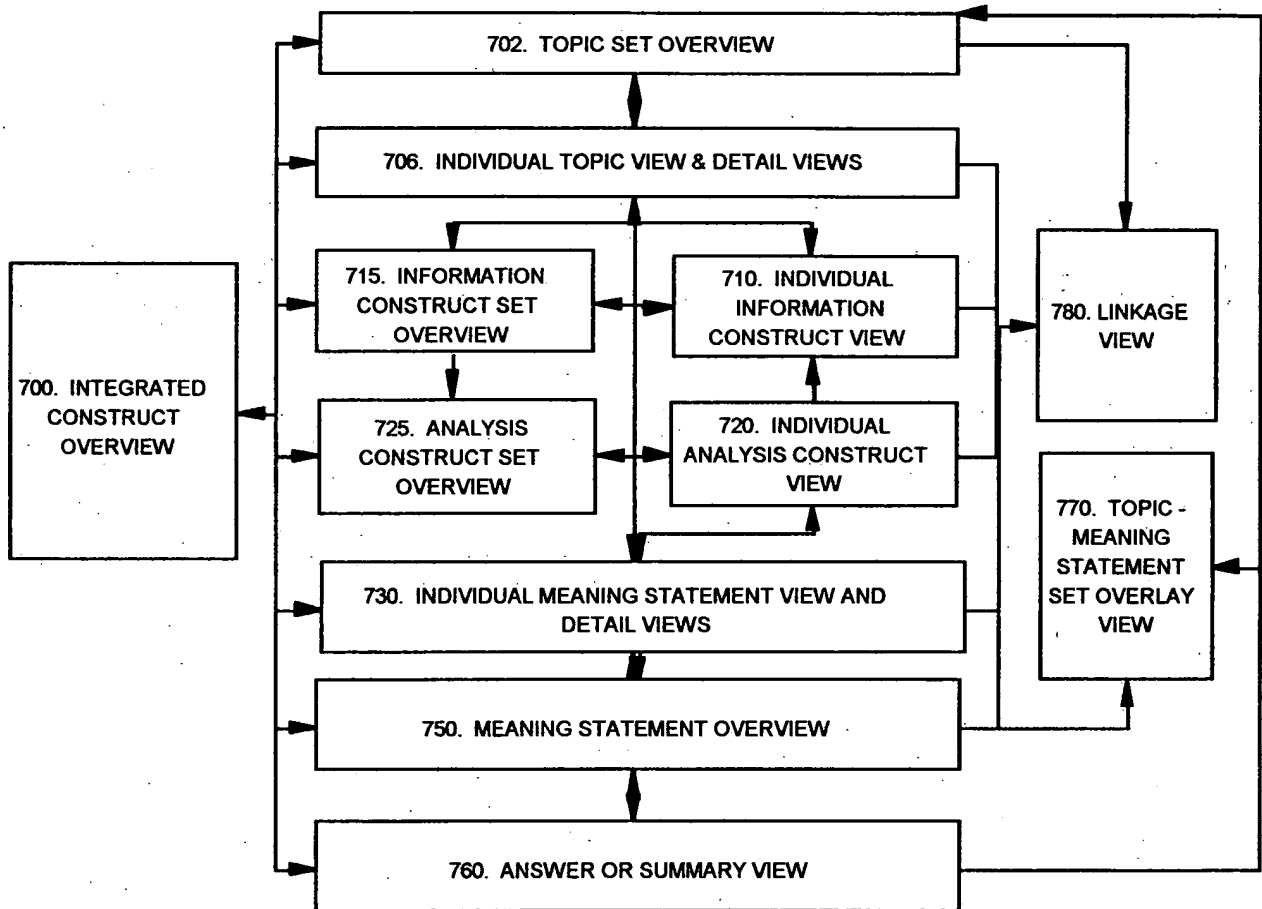 702. TOPIC SET OVERVIEW
706. INDIVIDUAL TOPIC VIEW & DETAIL VIEWS
715. INFORMATION
CONSTRUCT SET
OVERVIEW
710. INDIVIDUAL
INFORMATION
CONSTRUCT VIEW
780. LINKAGE
VIEW
700. INTEGRATED
CONSTRUCT
OVERVIEW
725. ANALYSIS
CONSTRUCT SET
OVERVIEW
720. INDIVIDUAL
ANALYSIS CONSTRUCT
VIEW
770. TOPIC -
MEANING
STATEMENT
SET OVERLAY
VIEW
730. INDIVIDUAL MEANING STATEMENT VIEW AND
DETAIL VIEWS
750. MEANING STATEMENT OVERVIEW
760. ANSWER OR SUMMARY VIEW